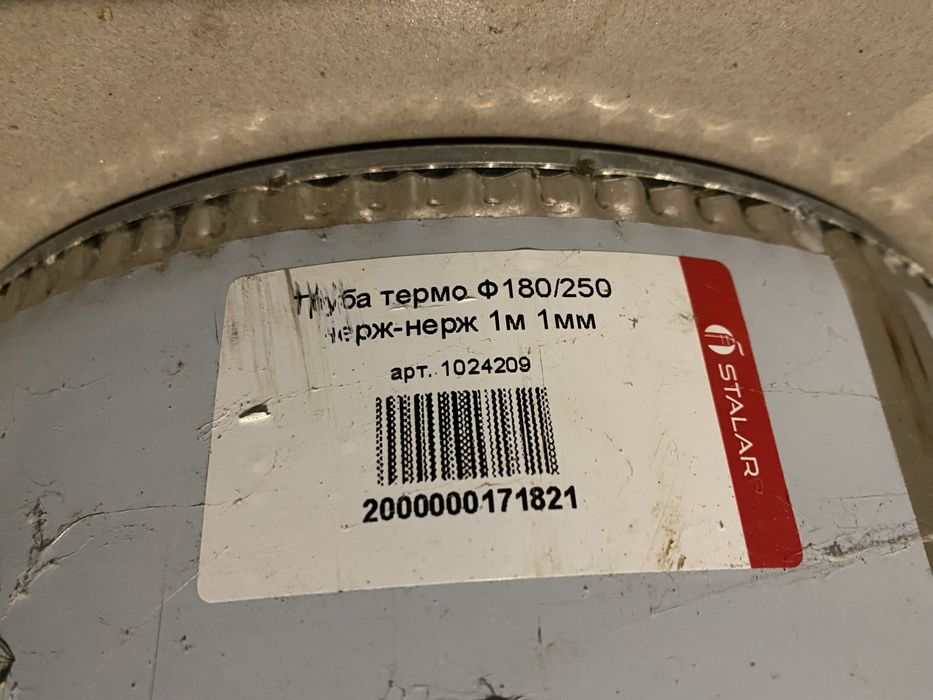 труба термо Ф180/250
нерж-нерж 1м 1мм
арт. 1024209
2000000171821
STALAR